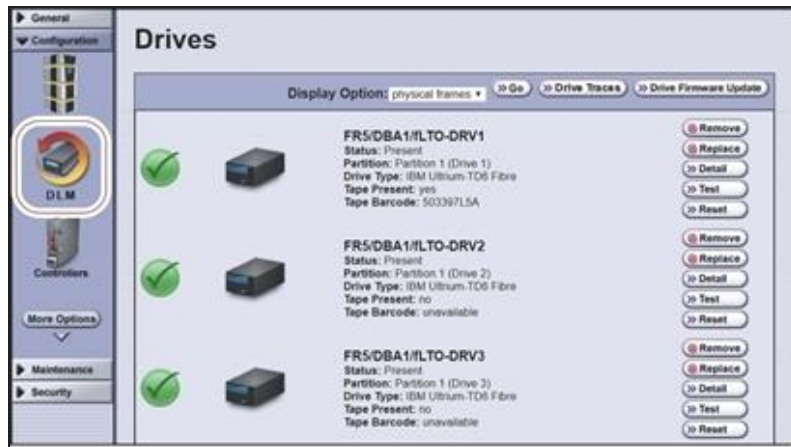 General
Configuration
DLM
Controllers
More Options
Maintenance
Security
Drives
Display Option: physical frames Go Drive Traces Drive Firmware Update
FR5/DBA1/fLTO-DRV1
Status: Present
Partition: Partition 1 (Drive 1)
Drive Type: IBM Ultrium-TD6 Fibre
Tape Present: yes
Tape Barcode: 503397L5A
Remove
Replace
Detail
Test
Reset
FR5/DBA1/fLTO-DRV2
Status: Present
Partition: Partition 1 (Drive 2)
Drive Type: IBM Ultrium-TD6 Fibre
Tape Present: no
Tape Barcode: unavailable
Remove
Replace
Detail
Test
Reset
FR5/DBA1/fLTO-DRV3
Status: Present
Partition: Partition 1 (Drive 3)
Drive Type: IBM Ultrium-TD6 Fibre
Tape Present: no
Tape Barcode: unavailable
Remove
Replace
Detail
Test
Reset